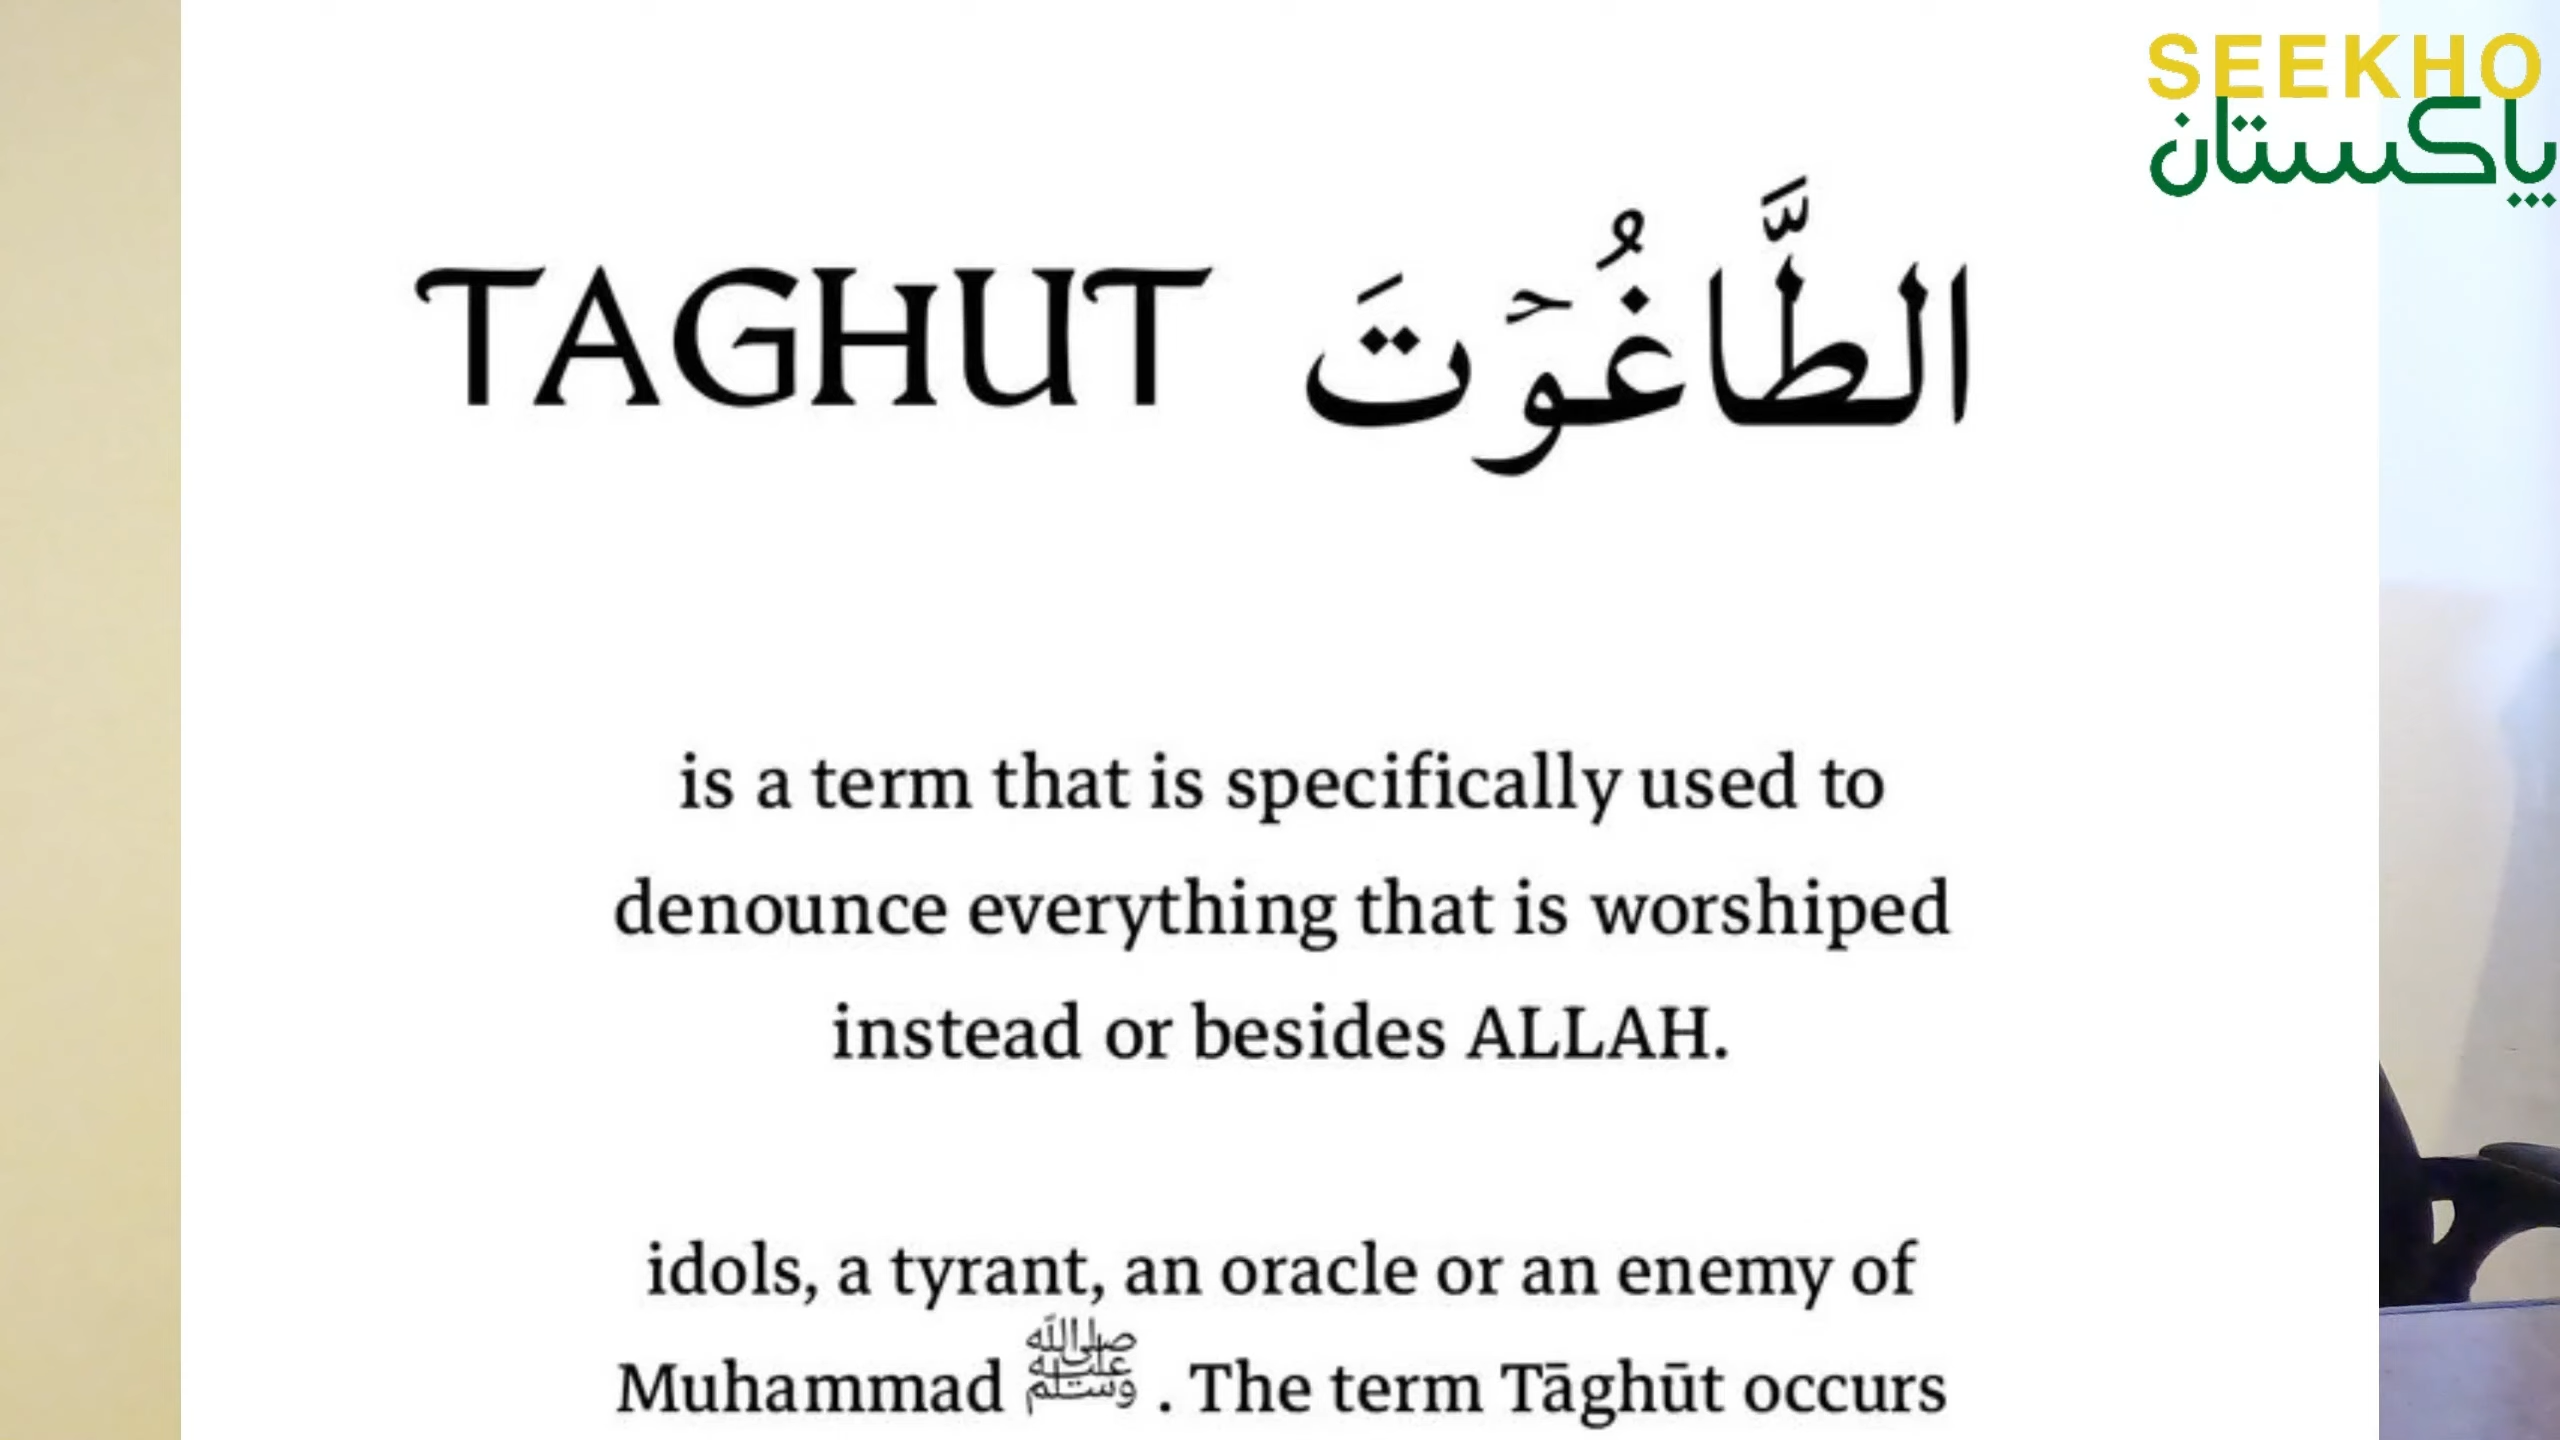 SEEKHO
پاکستان
TAGHUT الطَّاغُوۡتَ
is a term that is specifically used to
denounce everything that is worshiped
instead or besides ALLAH.
idols, a tyrant, an oracle or an enemy of
Muhammad ﷺ . The term Tāghūt occurs